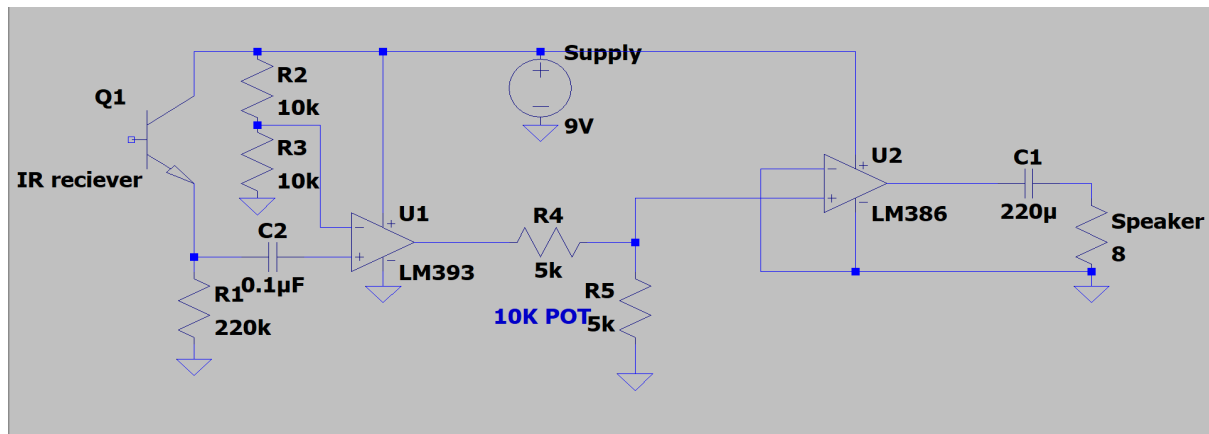 Supply
9V
R2
10k
R3
10k
Q1
IR reciever
U1
LM393
C2
0.1µF
R1
220k
R4
5k
R5
5k
10K POT
U2
LM386
C1
220µ
Speaker
8